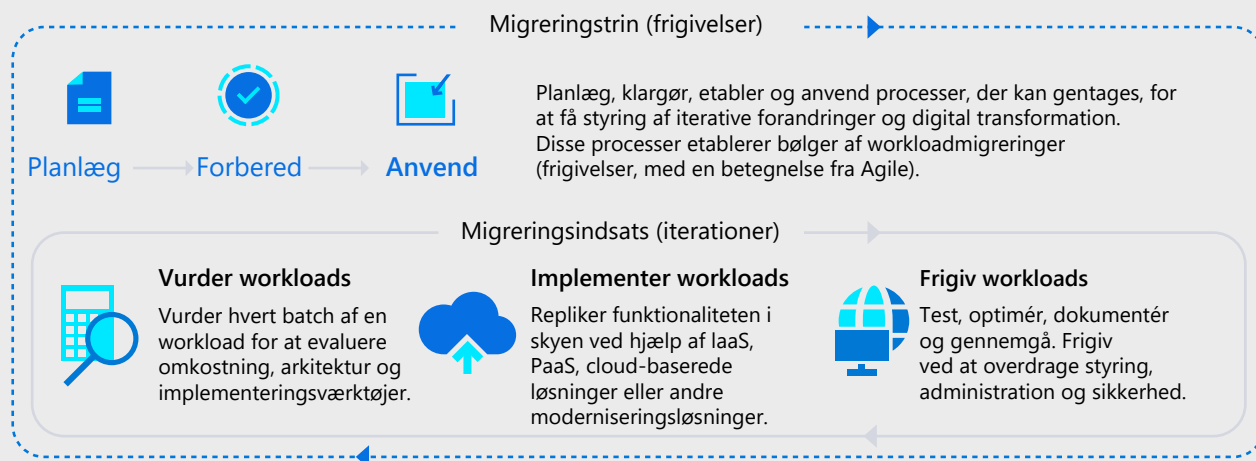 Migreringstrin (frigivelser)
Planlæg
Forbered
Anvend
Planlæg, klargør, etabler og anvend processer, der kan gentages, for
at få styring af iterative forandringer og digital transformation.
Disse processer etablerer bølger af workloadmigreringer
(frigivelser, med en betegnelse fra Agile).
Migreringsindsats (iterationer)
Vurder workloads
Vurder hvert batch af en
workload for at evaluere
omkostning, arkitektur og
implementeringsværktøjer.
Implementer workloads
Repliker funktionaliteten i
skyen ved hjælp af IaaS,
PaaS, cloud-baserede
løsninger eller andre
moderniseringsløsninger.
Frigiv workloads
Test, optimér, dokumentér
og gennemgå. Frigiv
ved at overdrage styring,
administration og sikkerhed.